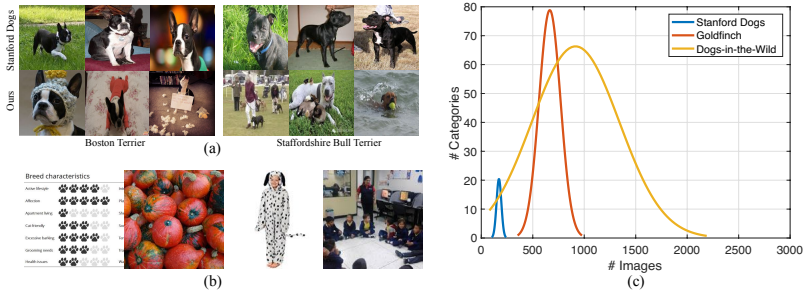 Stanford Dogs
Ours
Boston Terrier
Staffordshire Bull Terrier
(a)
Breed characteristics
Active lifestyle
Affection
Apartment living
Cat friendly
Excessive barking
Grooming needs
Health issues
(b)
# Categories
80
70
60
50
40
30
20
10
0
0 500 1000 1500 2000 2500 3000
# Images
Stanford Dogs
Goldfinch
Dogs-in-the-Wild
(c)